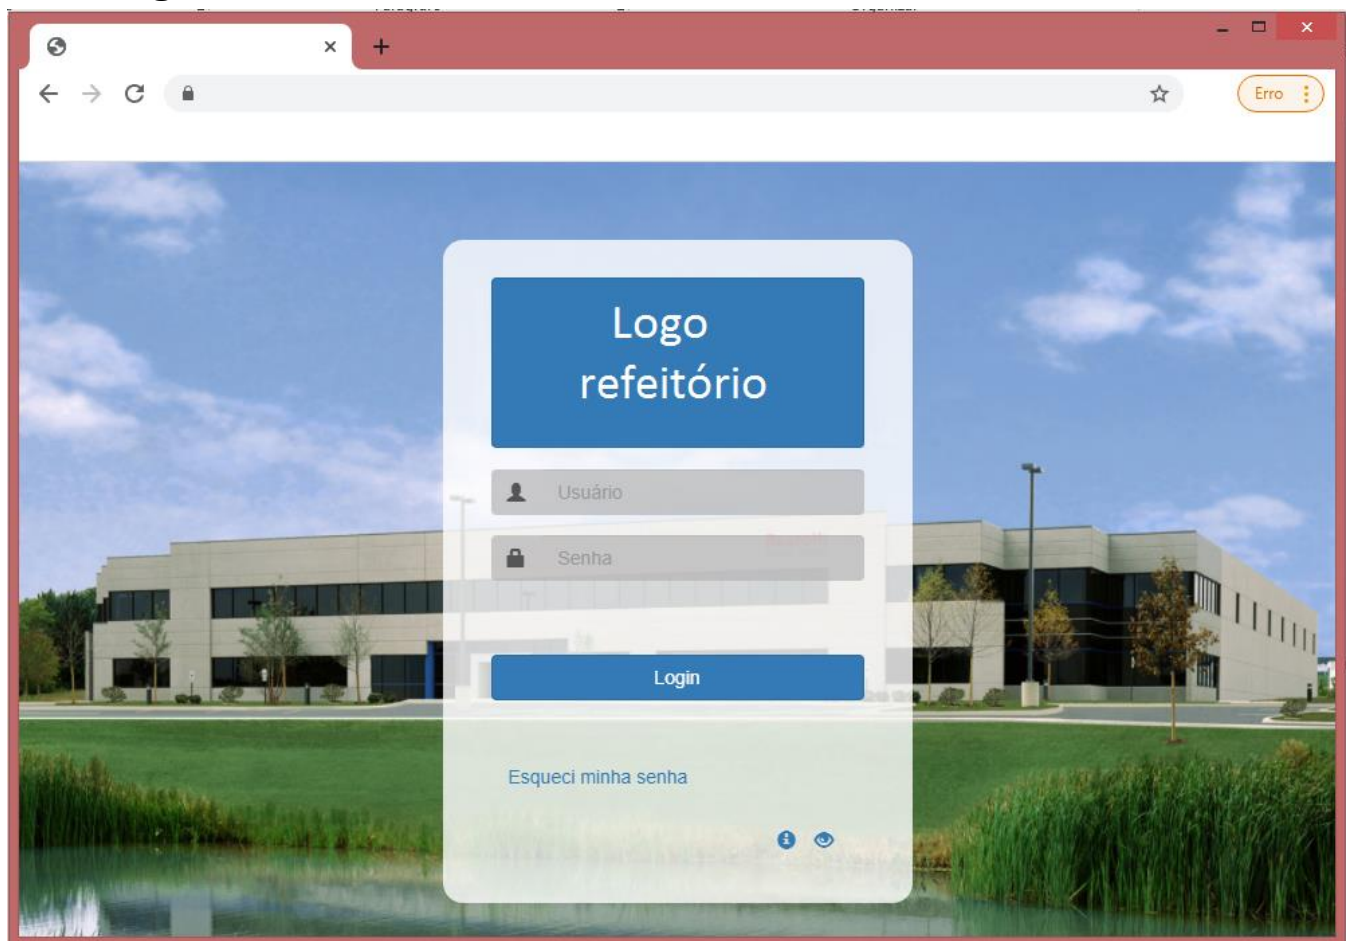 Erro
Logo
refeitório
Usuário
Senha
Login
Esqueci minha senha